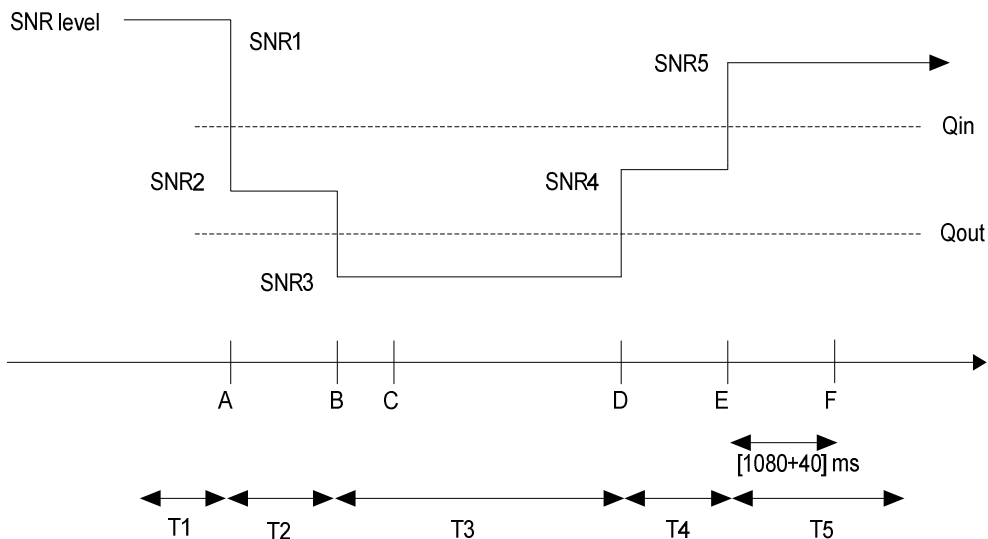 SNR level
SNR1
SNR5
Qin
SNR2
SNR4
Qout
SNR3
A B C D E F
[1080+40] ms
T1 T2 T3 T4 T5